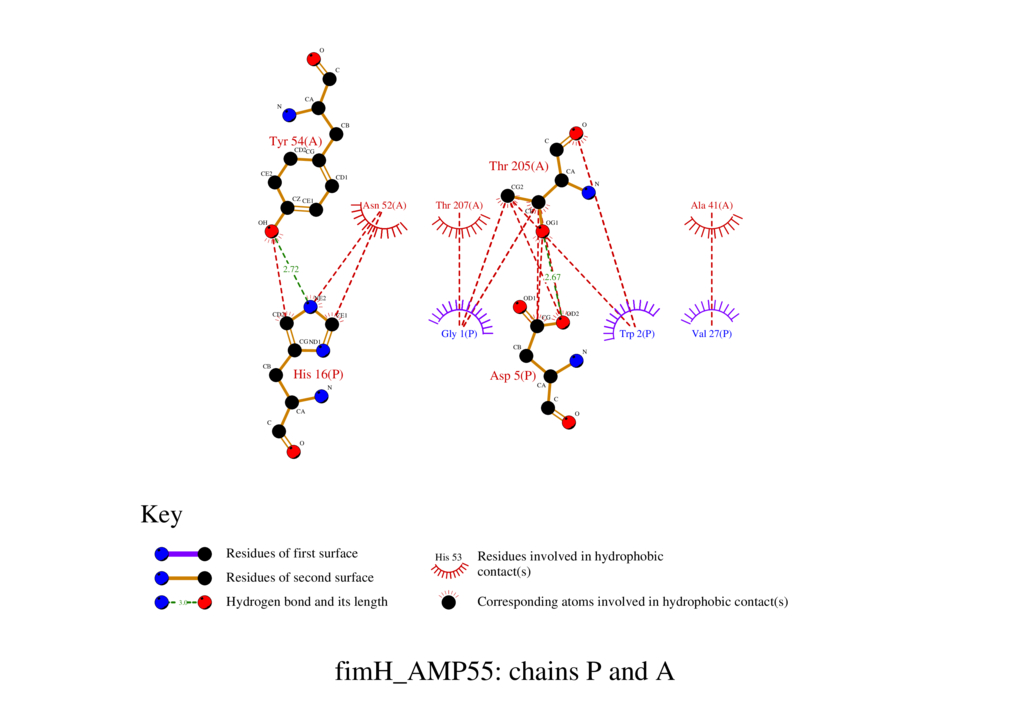 O
C
CA
N
CB
Tyr 54(A)
CD2
CG
CE2
CD1
CZ
CE1
OH
Asn 52(A)
2.72
NE2
CD2
CE1
CG
ND1
CB
His 16(P)
N
CA
C
O
Thr 207(A)
Gly 1(P)
O
C
Thr 205(A)
CA
CG2
N
OG1
2.67
OD1
CG
OD2
CB
N
Asp 5(P)
CA
C
O
Trp 2(P)
Ala 41(A)
Val 27(P)
Key
Residues of first surface
Residues of second surface
3.0
Hydrogen bond and its length
His 53
Residues involved in hydrophobic
contact(s)
Corresponding atoms involved in hydrophobic contact(s)
fimH_AMP55: chains P and A